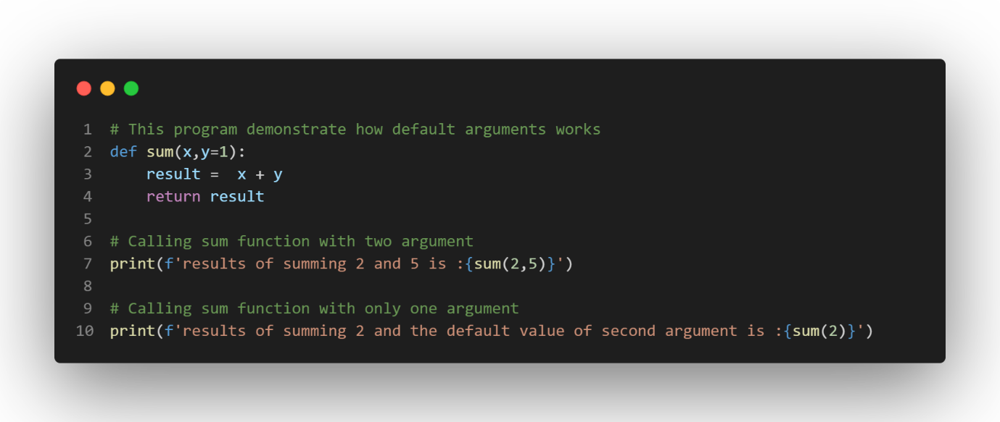 1 # This program demonstrate how default arguments works
2 def sum(x,y=1):
3     result =  x + y
4     return result
5
6 # Calling sum function with two argument
7 print(f'results of summing 2 and 5 is :{sum(2,5)}')
8
9 # Calling sum function with only one argument
10 print(f'results of summing 2 and the default value of second argument is :{sum(2)}')